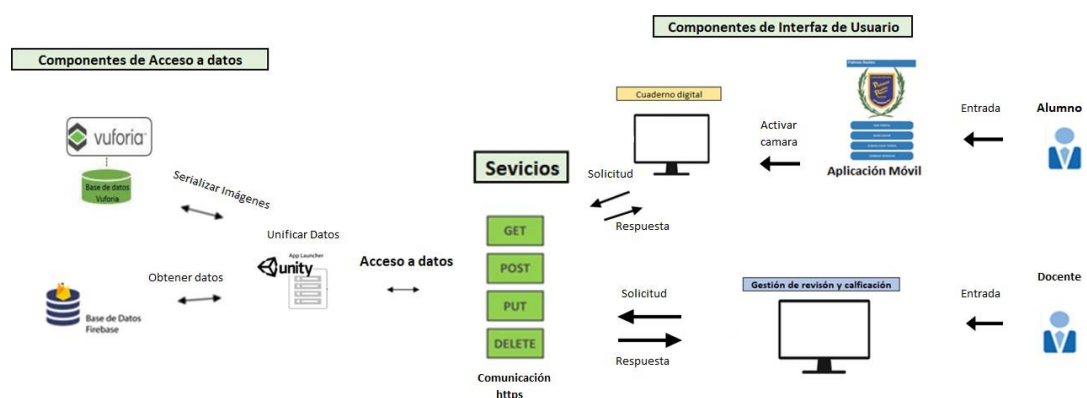 Componentes de Interfaz de Usuario
Componentes de Acceso a datos
Cuaderno digital
Activar
camara
Entrada
Alumno
Aplicación Móvil
vuforia
Base de datos
Vuforia
Serializar Imágenes
Sevicios
Solicitud
Respuesta
Unificar Datos
App Launcher
unity
Acceso a datos
GET
POST
PUT
DELETE
Comunicación
https
Obtener datos
Base de Datos
Firebase
Solicitud
Respuesta
Gestión de revisón y calficación
Entrada
Docente